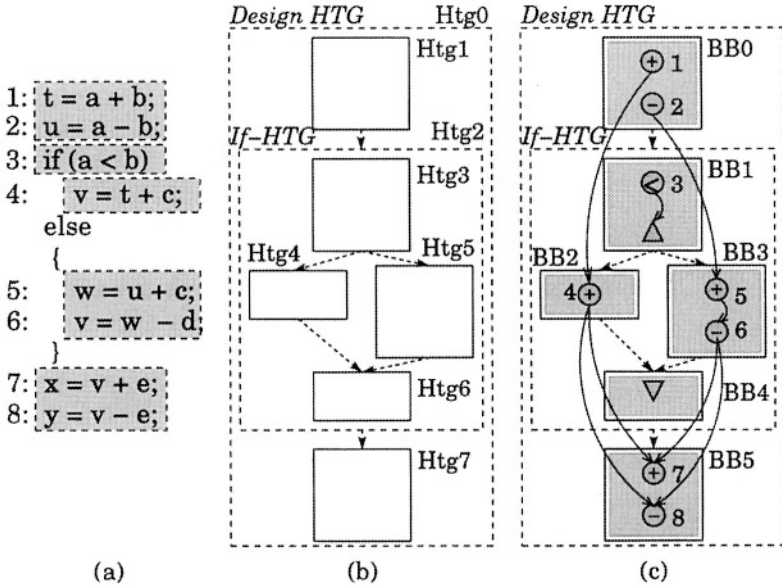 1: t = a + b;
2: u = a - b;
3: if (a < b)
4: v = t + c;
else
{
5: w = u + c;
6: v = w - d;
}
7: x = v + e;
8: y = v - e;
(a)
Design HTG Htg0
Htg1
If-HTG Htg2
Htg3
Htg4 Htg5
Htg6
Htg7
(b)
Design HTG
BB0
+ 1
- 2
If-HTG
BB1
< 3
BB2 BB3
4 +
+ 5
- 6
BB4
BB5
+ 7
- 8
(c)